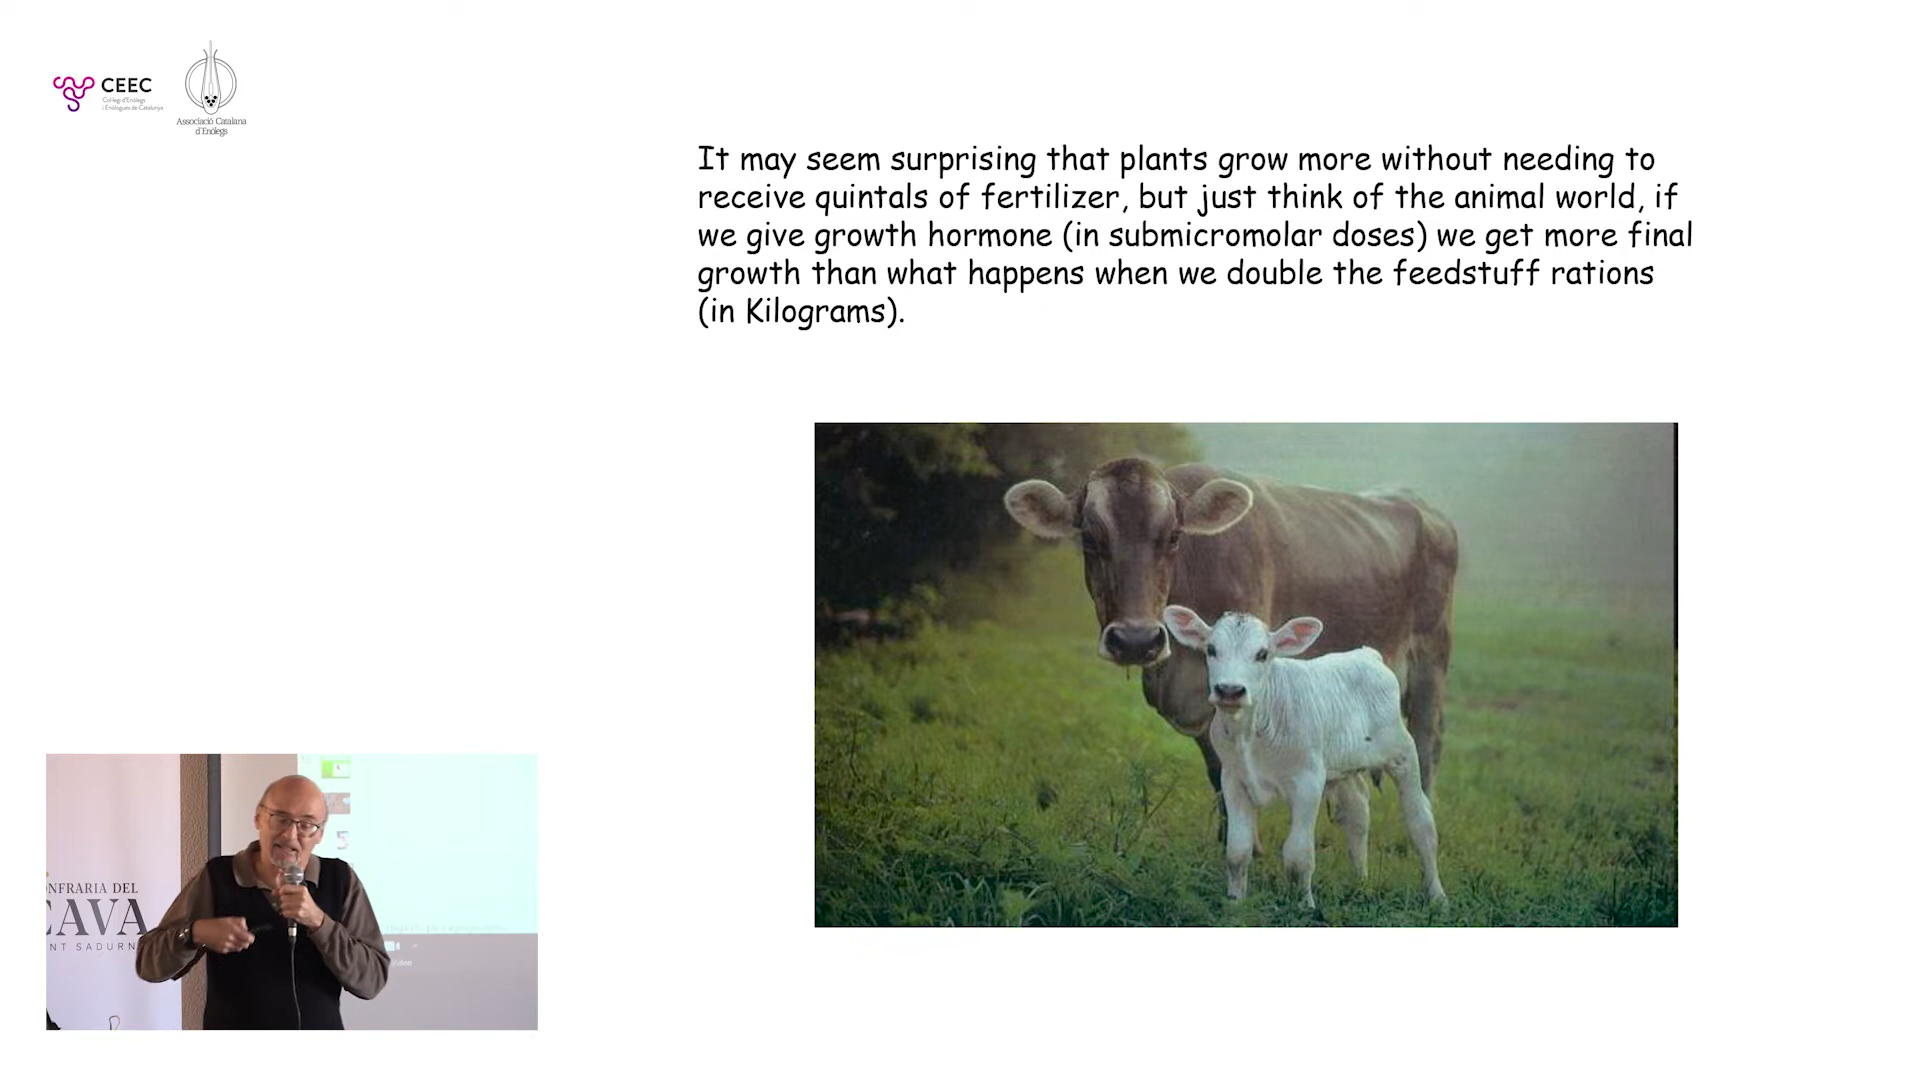 CEEC
Col·legi d'Enòlegs
i Enòlogues de Catalunya
Associació Catalana
d'Enòlegs
It may seem surprising that plants grow more without needing to
receive quintals of fertilizer, but just think of the animal world, if
we give growth hormone (in submicromolar doses) we get more final
growth than what happens when we double the feedstuff rations
(in Kilograms).
ONFRARIA DEL
CAVA
NT SADURN